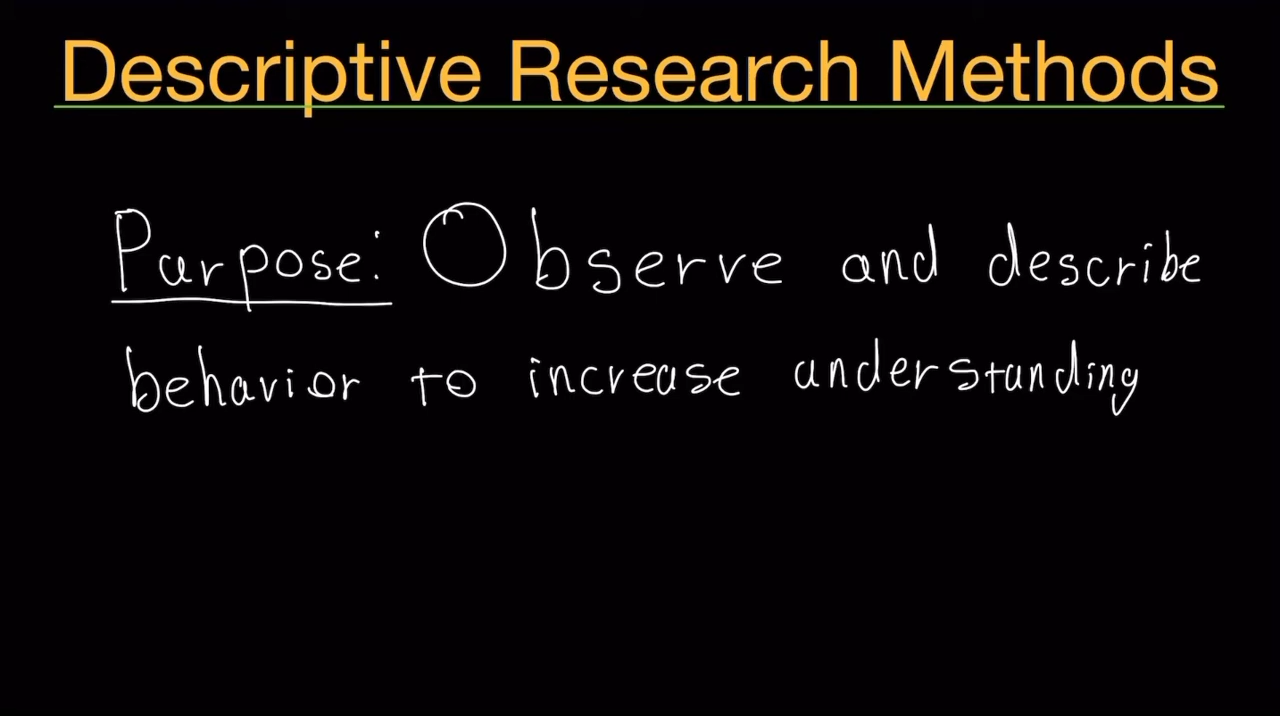 Descriptive Research Methods
Purpose: Observe and describe
behavior to increase understanding